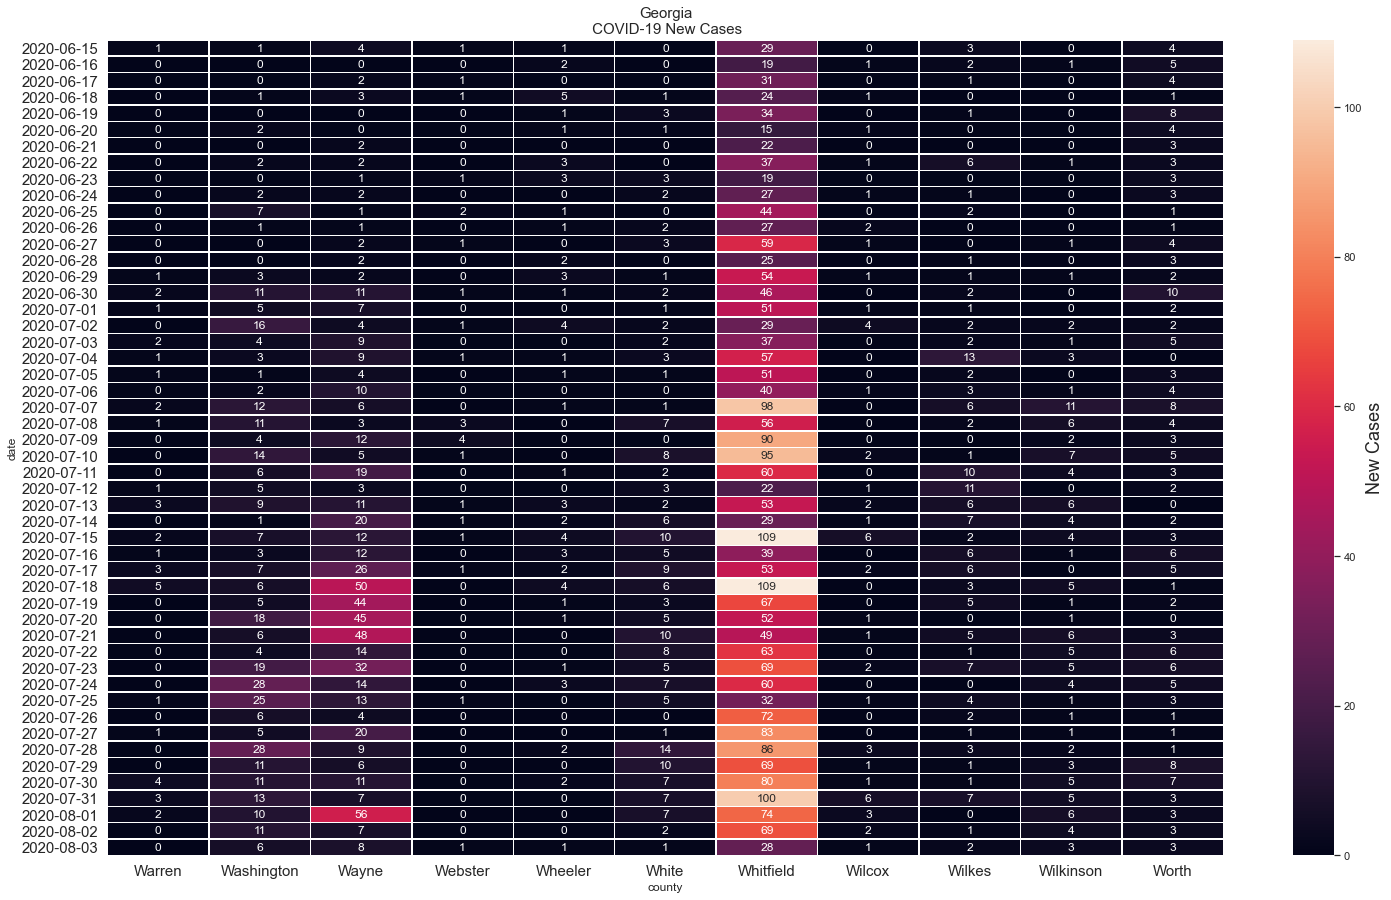 Georgia
COVID-19 New Cases
2020-06-15 1 1 4 1 1 0 29 0 3 0 4
2020-06-16 0 0 0 0 2 0 19 1 2 1 5
2020-06-17 0 0 2 1 0 0 31 0 1 0 4
2020-06-18 0 1 3 1 5 1 24 1 0 0 1
2020-06-19 0 0 0 0 1 3 34 0 1 0 8
2020-06-20 0 2 0 0 1 1 15 1 0 0 4
2020-06-21 0 0 2 0 0 0 22 0 0 0 3
2020-06-22 0 2 2 0 3 0 37 1 6 1 3
2020-06-23 0 0 1 1 3 3 19 0 0 0 3
2020-06-24 0 2 2 0 0 2 27 1 1 0 3
2020-06-25 0 7 1 2 1 0 44 0 2 0 1
2020-06-26 0 1 1 0 1 2 27 2 0 0 1
2020-06-27 0 0 2 1 0 3 59 1 0 1 4
2020-06-28 0 0 2 0 2 0 25 0 1 0 3
2020-06-29 1 3 2 0 3 1 54 1 1 1 2
2020-06-30 2 11 11 1 1 2 46 0 2 0 10
2020-07-01 1 5 7 0 0 1 51 1 1 0 2
2020-07-02 0 16 4 1 4 2 29 4 2 2 2
2020-07-03 2 4 9 0 0 2 37 0 2 1 5
2020-07-04 1 3 9 1 1 3 57 0 13 3 0
2020-07-05 1 1 4 0 1 1 51 0 2 0 3
2020-07-06 0 2 10 0 0 0 40 1 3 1 4
2020-07-07 2 12 6 0 1 1 98 0 6 11 8
2020-07-08 1 11 3 3 0 7 56 0 2 6 4
2020-07-09 0 4 12 4 0 0 90 0 0 2 3
2020-07-10 0 14 5 1 0 8 95 2 1 7 5
2020-07-11 0 6 19 0 1 2 60 0 10 4 3
2020-07-12 1 5 3 0 0 3 22 1 11 0 2
2020-07-13 3 9 11 1 3 2 53 2 6 6 0
2020-07-14 0 1 20 1 2 6 29 1 7 4 2
2020-07-15 2 7 12 1 4 10 109 6 2 4 3
2020-07-16 1 3 12 0 3 5 39 0 6 1 6
2020-07-17 3 7 26 1 2 9 53 2 6 0 5
2020-07-18 5 6 50 0 4 6 109 0 3 5 1
2020-07-19 0 5 44 0 1 3 67 0 5 1 2
2020-07-20 0 18 45 0 1 5 52 1 0 1 0
2020-07-21 0 6 48 0 0 10 49 1 5 6 3
2020-07-22 0 4 14 0 0 8 63 0 1 5 6
2020-07-23 0 19 32 0 1 5 69 2 7 5 6
2020-07-24 0 28 14 0 3 7 60 0 0 4 5
2020-07-25 1 25 13 1 0 5 32 1 4 1 3
2020-07-26 0 6 4 0 0 0 72 0 2 1 1
2020-07-27 1 5 20 0 0 1 83 0 1 1 1
2020-07-28 0 28 9 0 2 14 86 3 3 2 1
2020-07-29 0 11 6 0 0 10 69 1 1 3 8
2020-07-30 4 11 11 0 2 7 80 1 1 5 7
2020-07-31 3 13 7 0 0 7 100 6 7 5 3
2020-08-01 2 10 56 0 0 7 74 3 0 6 3
2020-08-02 0 11 7 0 0 2 69 2 1 4 3
2020-08-03 0 6 8 1 1 1 28 1 2 3 3
Warren Washington Wayne Webster Wheeler White Whitfield Wilcox Wilkes Wilkinson Worth
county
date
100
80
60
40
20
0
New Cases